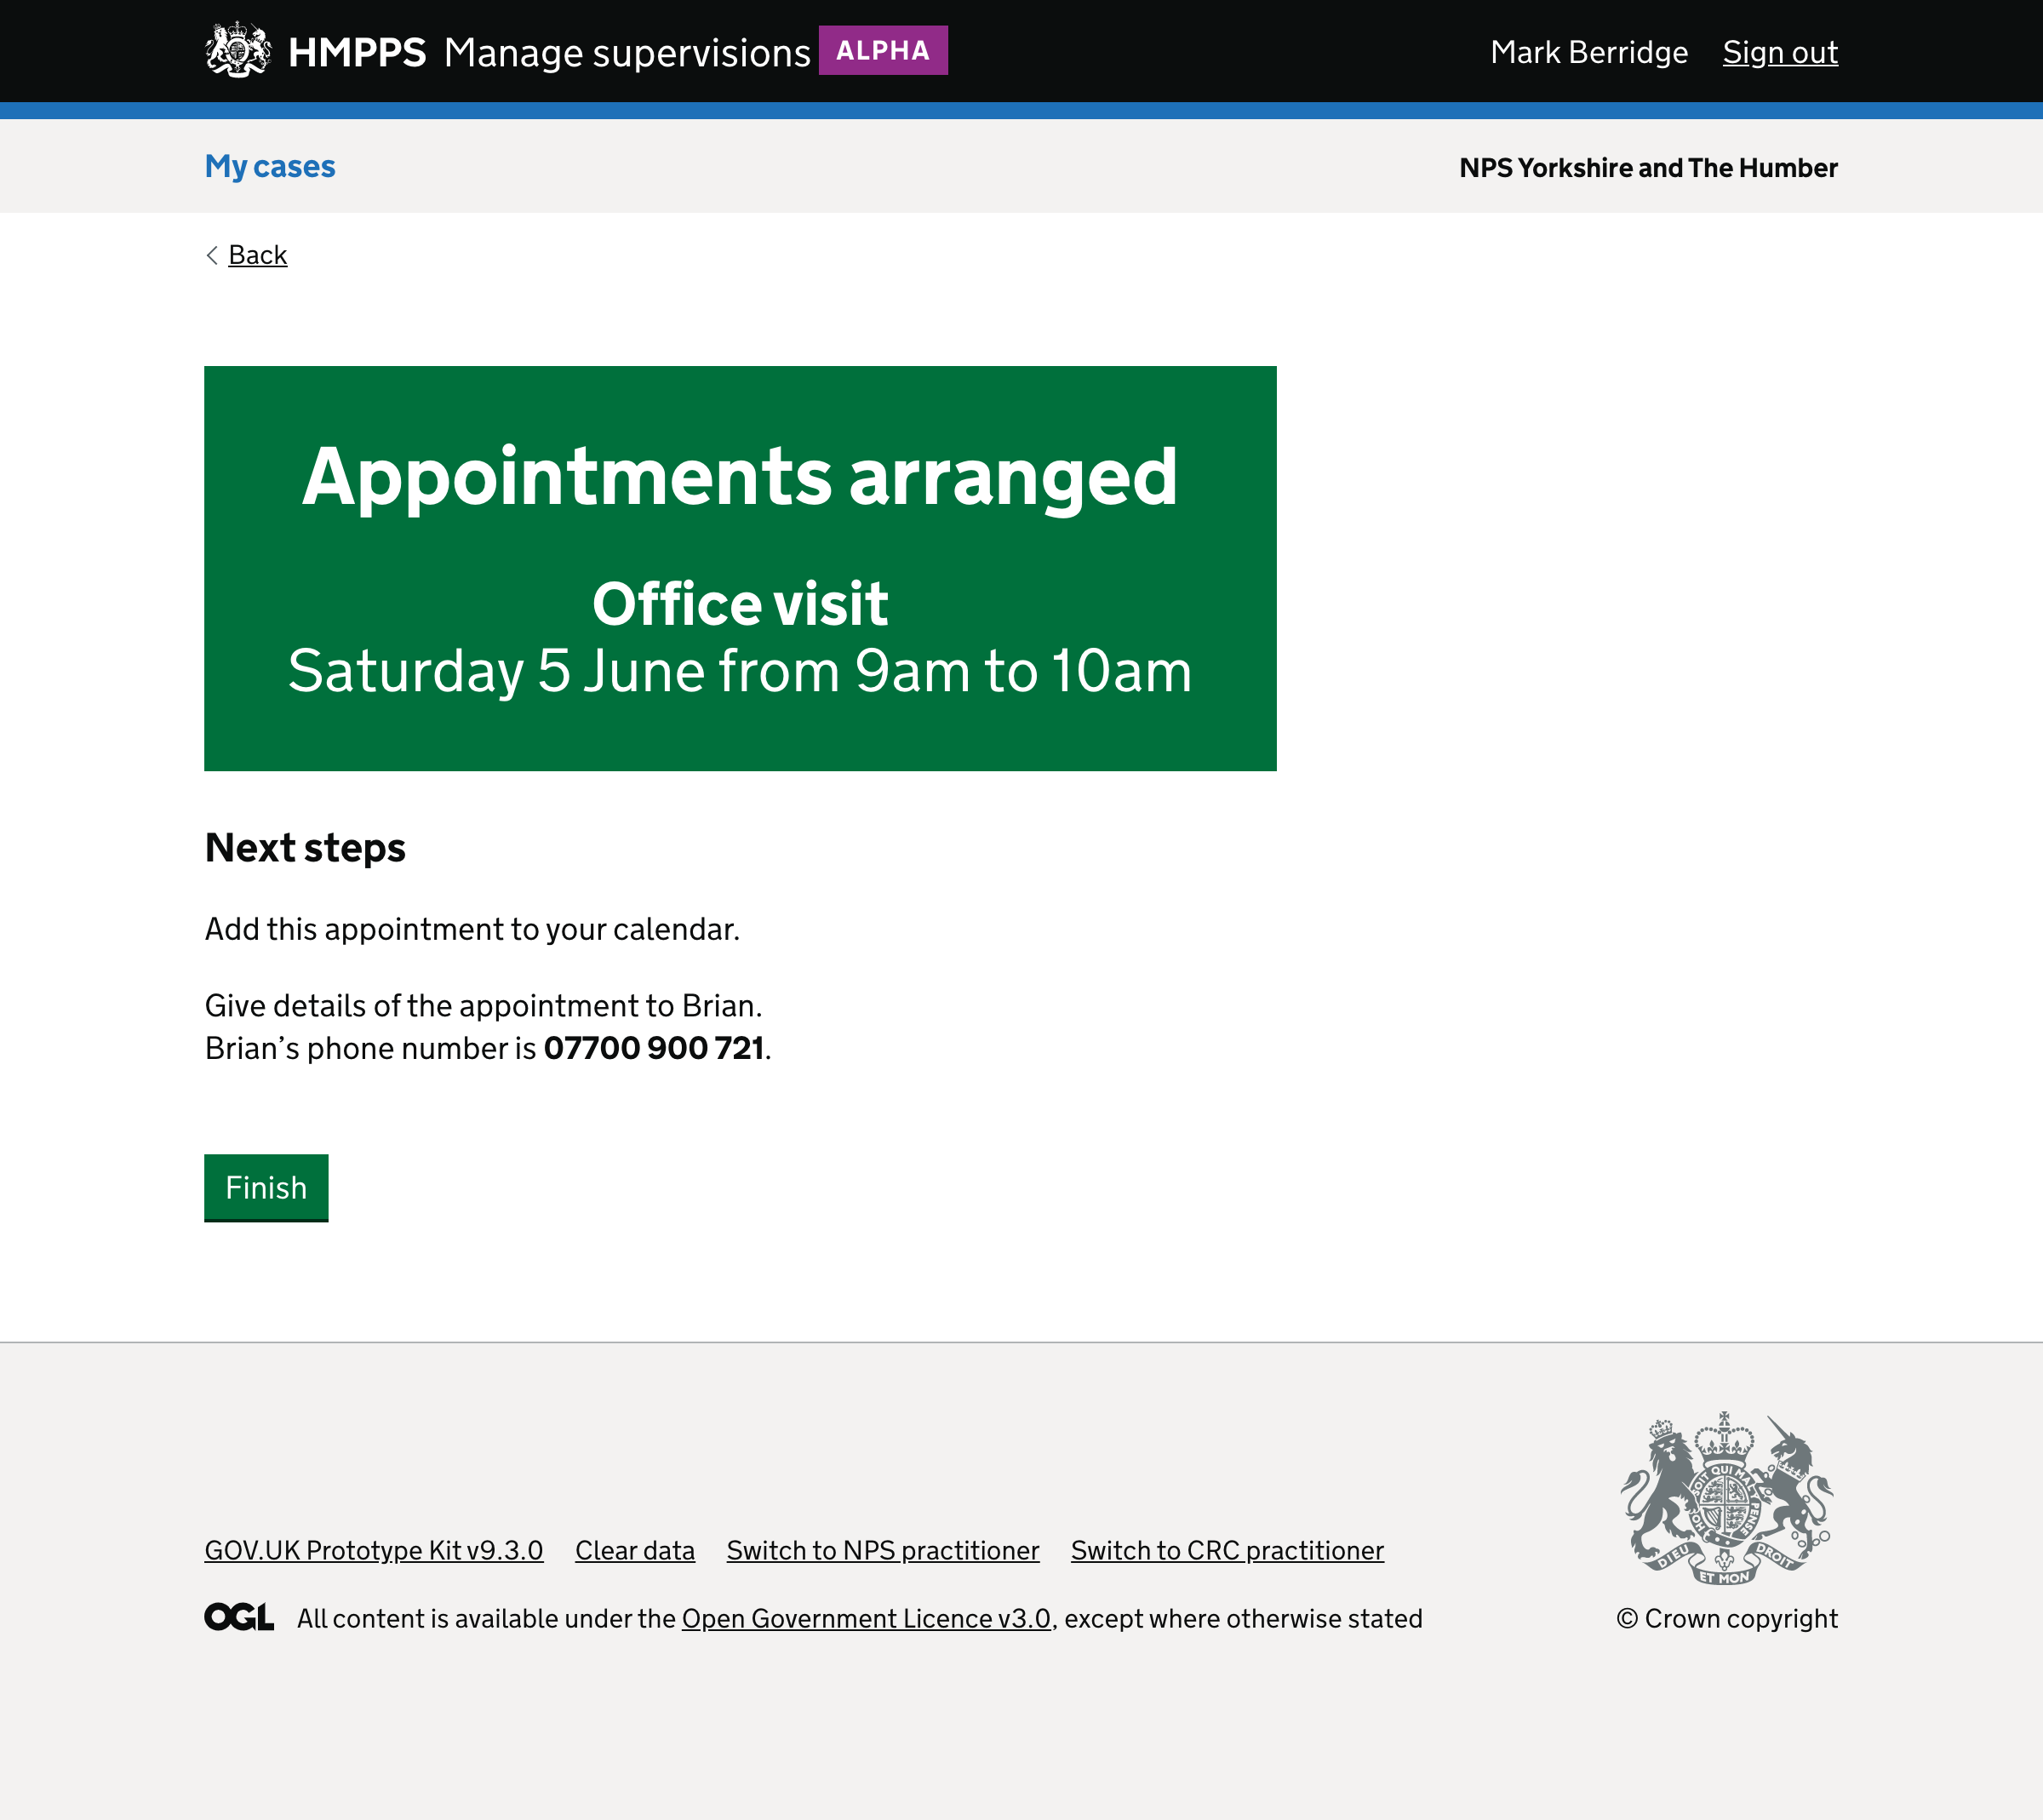 HMPPS Manage supervisions ALPHA
Mark Berridge Sign out
My cases
NPS Yorkshire and The Humber
Back
Appointments arranged
Office visit
Saturday 5 June from 9am to 10am
Next steps
Add this appointment to your calendar.
Give details of the appointment to Brian.
Brian’s phone number is 07700 900 721.
Finish
GOV.UK Prototype Kit v9.3.0 Clear data Switch to NPS practitioner Switch to CRC practitioner
OGL All content is available under the Open Government Licence v3.0, except where otherwise stated
DIEU ET MON DROIT
© Crown copyright